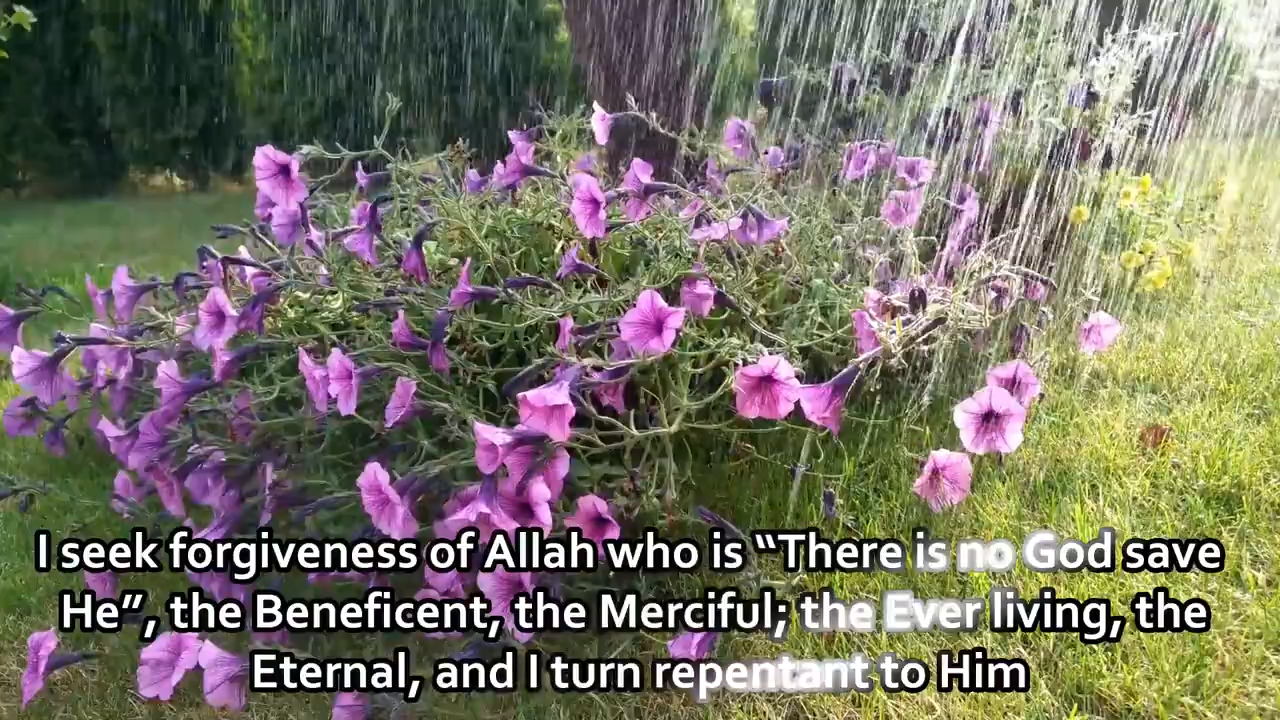 I seek forgiveness of Allah who is “There is no God save
He”, the Beneficent, the Merciful; the Ever living, the
Eternal, and I turn repentant to Him